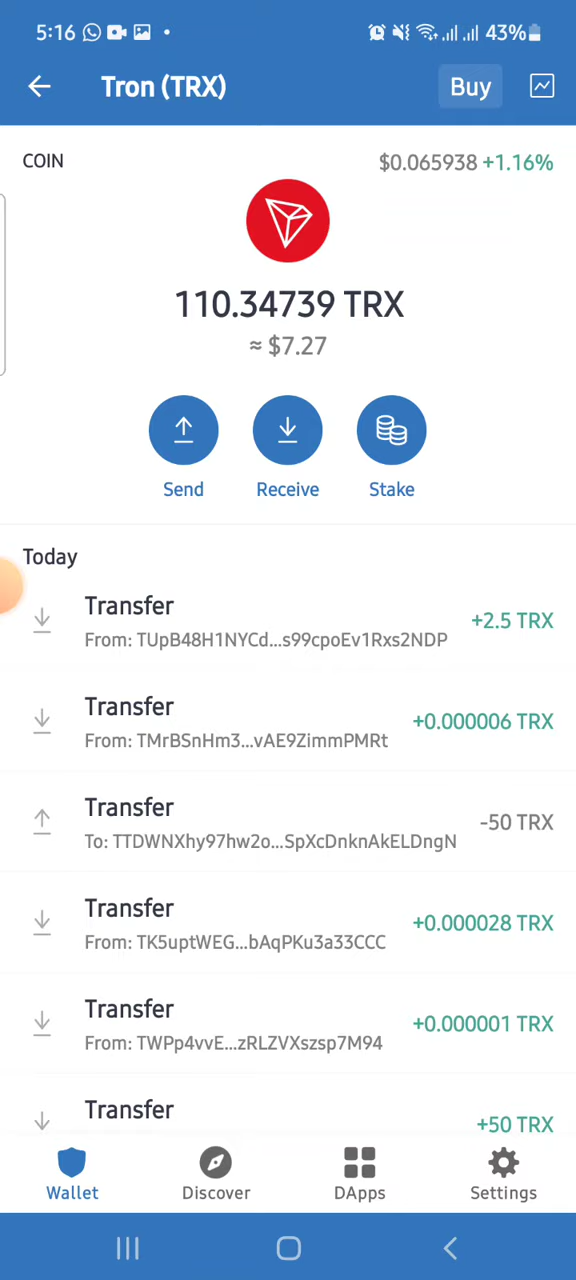 5:16 43%
Tron (TRX) Buy
COIN $0.065938 +1.16%
110.34739 TRX
≈ $7.27
Send Receive Stake
Today
Transfer
+2.5 TRX
From: TUpB48H1NYCd...s99cpoEv1Rxs2NDP
Transfer
+0.000006 TRX
From: TMrBSnHm3...vAE9ZimmPMRt
Transfer
-50 TRX
To: TTDWNXhy97hw2o...SpXcDnknAkELDngN
Transfer
+0.000028 TRX
From: TK5uptWEG...bAqPKu3a33CCC
Transfer
+0.000001 TRX
From: TWPp4vvE...zRLZVXszsp7M94
Transfer
+50 TRX
Wallet Discover DApps Settings